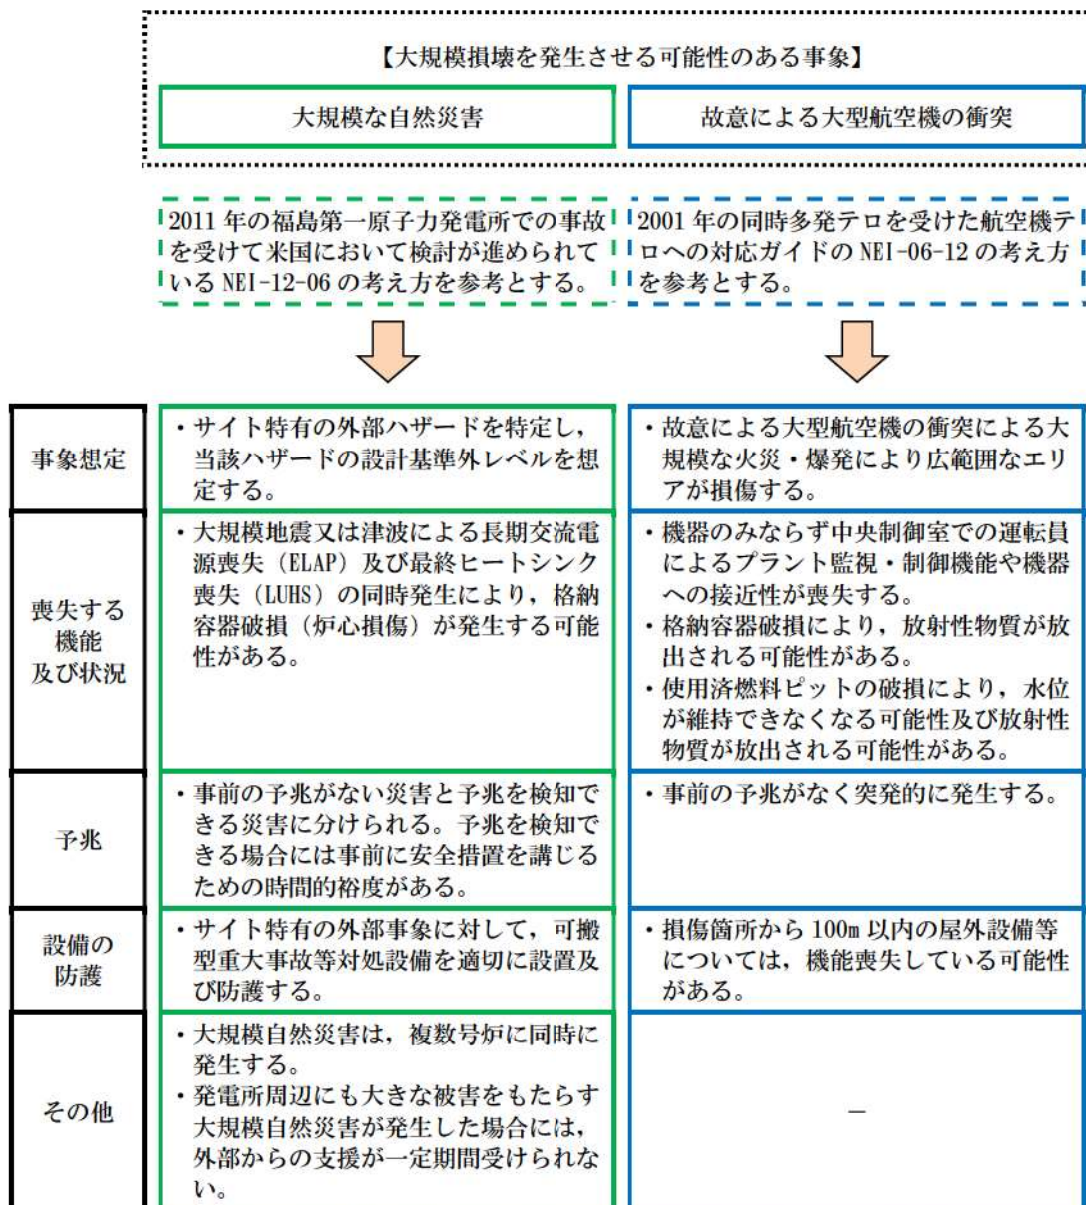 【大規模損壊を発生させる可能性のある事象】
大規模な自然災害
故意による大型航空機の衝突
2011 年の福島第一原子力発電所での事故
を受けて米国において検討が進められて
いる NEI-12-06 の考え方を参考とする。
2001 年の同時多発テロを受けた航空機テ
ロへの対応ガイドの NEI-06-12 の考え方
を参考とする。
事象想定
・サイト特有の外部ハザードを特定し，
当該ハザードの設計基準外レベルを想
定する。
・故意による大型航空機の衝突による大
規模な火災・爆発により広範囲なエリ
アが損傷する。
喪失する
機能
及び状況
・大規模地震又は津波による長期交流電
源喪失（ELAP）及び最終ヒートシンク
喪失（LUHS）の同時発生により，格納
容器破損（炉心損傷）が発生する可能
性がある。
・機器のみならず中央制御室での運転員
によるプラント監視・制御機能や機器
への接近性が喪失する。
・格納容器破損により，放射性物質が放
出される可能性がある。
・使用済燃料ピットの破損により，水位
が維持できなくなる可能性及び放射性
物質が放出される可能性がある。
予兆
・事前の予兆がない災害と予兆を検知で
きる災害に分けられる。予兆を検知で
きる場合には事前に安全措置を講じる
ための時間的裕度がある。
・事前の予兆がなく突発的に発生する。
設備の
防護
・サイト特有の外部事象に対して，可搬
型重大事故等対処設備を適切に設置及
び防護する。
・損傷箇所から 100m 以内の屋外設備等
については，機能喪失している可能性
がある。
その他
・大規模自然災害は，複数号炉に同時に
発生する。
・発電所周辺にも大きな被害をもたらす
大規模自然災害が発生した場合には，
外部からの支援が一定期間受けられな
い。
－